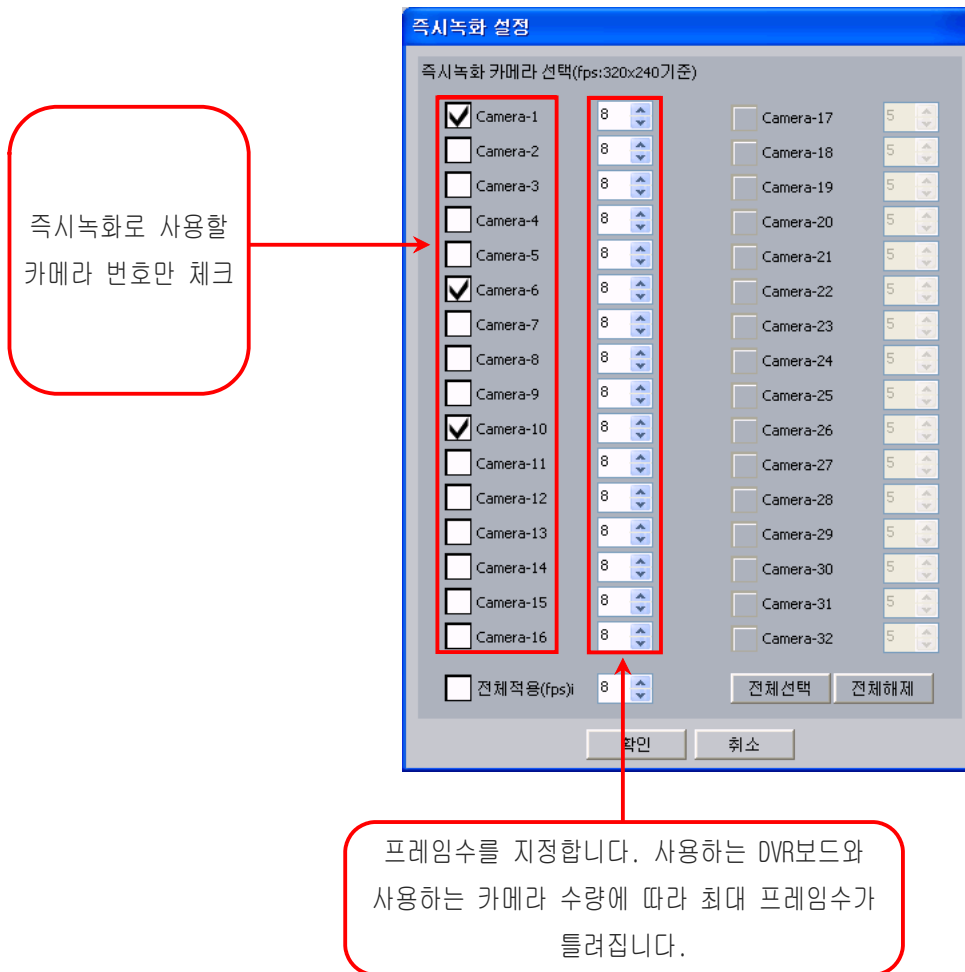 즉시녹화 설정
즉시녹화 카메라 선택(fps:320x240기준)
Camera-1 8 Camera-17 5
Camera-2 8 Camera-18 5
Camera-3 8 Camera-19 5
Camera-4 8 Camera-20 5
Camera-5 8 Camera-21 5
Camera-6 8 Camera-22 5
Camera-7 8 Camera-23 5
Camera-8 8 Camera-24 5
Camera-9 8 Camera-25 5
Camera-10 8 Camera-26 5
Camera-11 8 Camera-27 5
Camera-12 8 Camera-28 5
Camera-13 8 Camera-29 5
Camera-14 8 Camera-30 5
Camera-15 8 Camera-31 5
Camera-16 8 Camera-32 5
전체적용(fps)i 8 전체선택 전체해제
확인 취소
즉시녹화로 사용할
카메라 번호만 체크
프레임수를 지정합니다. 사용하는 DVR보드와
사용하는 카메라 수량에 따라 최대 프레임수가
틀려집니다.